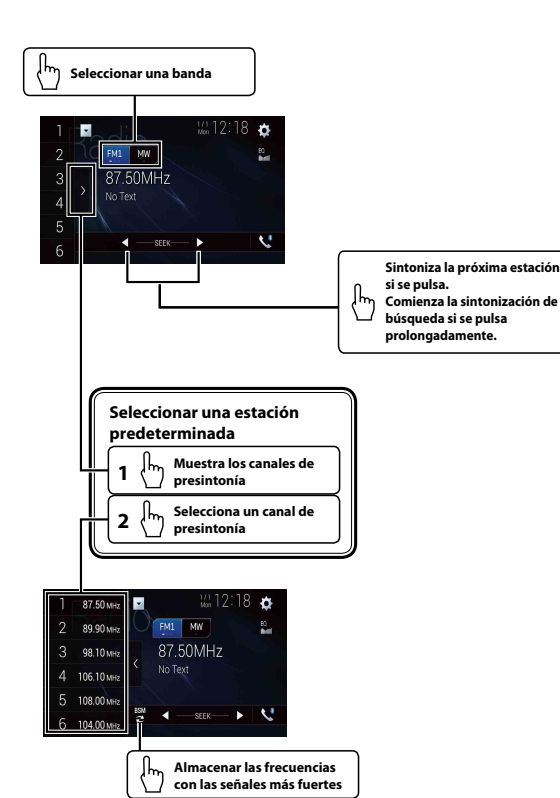 Seleccionar una banda
1
2
3
4
5
6
Radio
1/1
Mon
12:18
EQ
FM1 MW
87.50MHz
No Text
SEEK
Sintoniza la próxima estación
si se pulsa.
Comienza la sintonización de
búsqueda si se pulsa
prolongadamente.
Seleccionar una estación
predeterminada
1 Muestra los canales de
presintonía
2 Selecciona un canal de
presintonía
1 87.50 MHz
2 89.90 MHz
3 98.10 MHz
4 106.10 MHz
5 108.00 MHz
6 104.00 MHz
1/1
Mon
12:18
EQ
FM1 MW
87.50MHz
No Text
BSM
SEEK
Almacenar las frecuencias
con las señales más fuertes